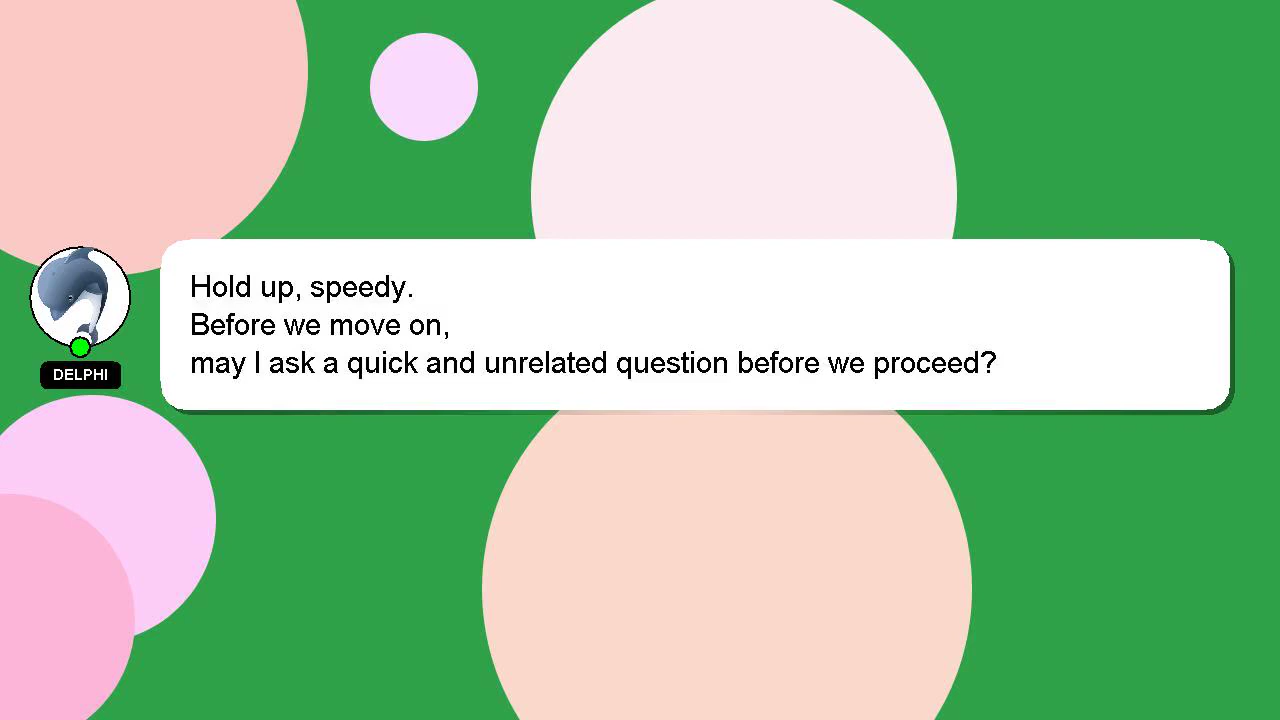 Hold up, speedy.
Before we move on,
may I ask a quick and unrelated question before we proceed?
DELPHI